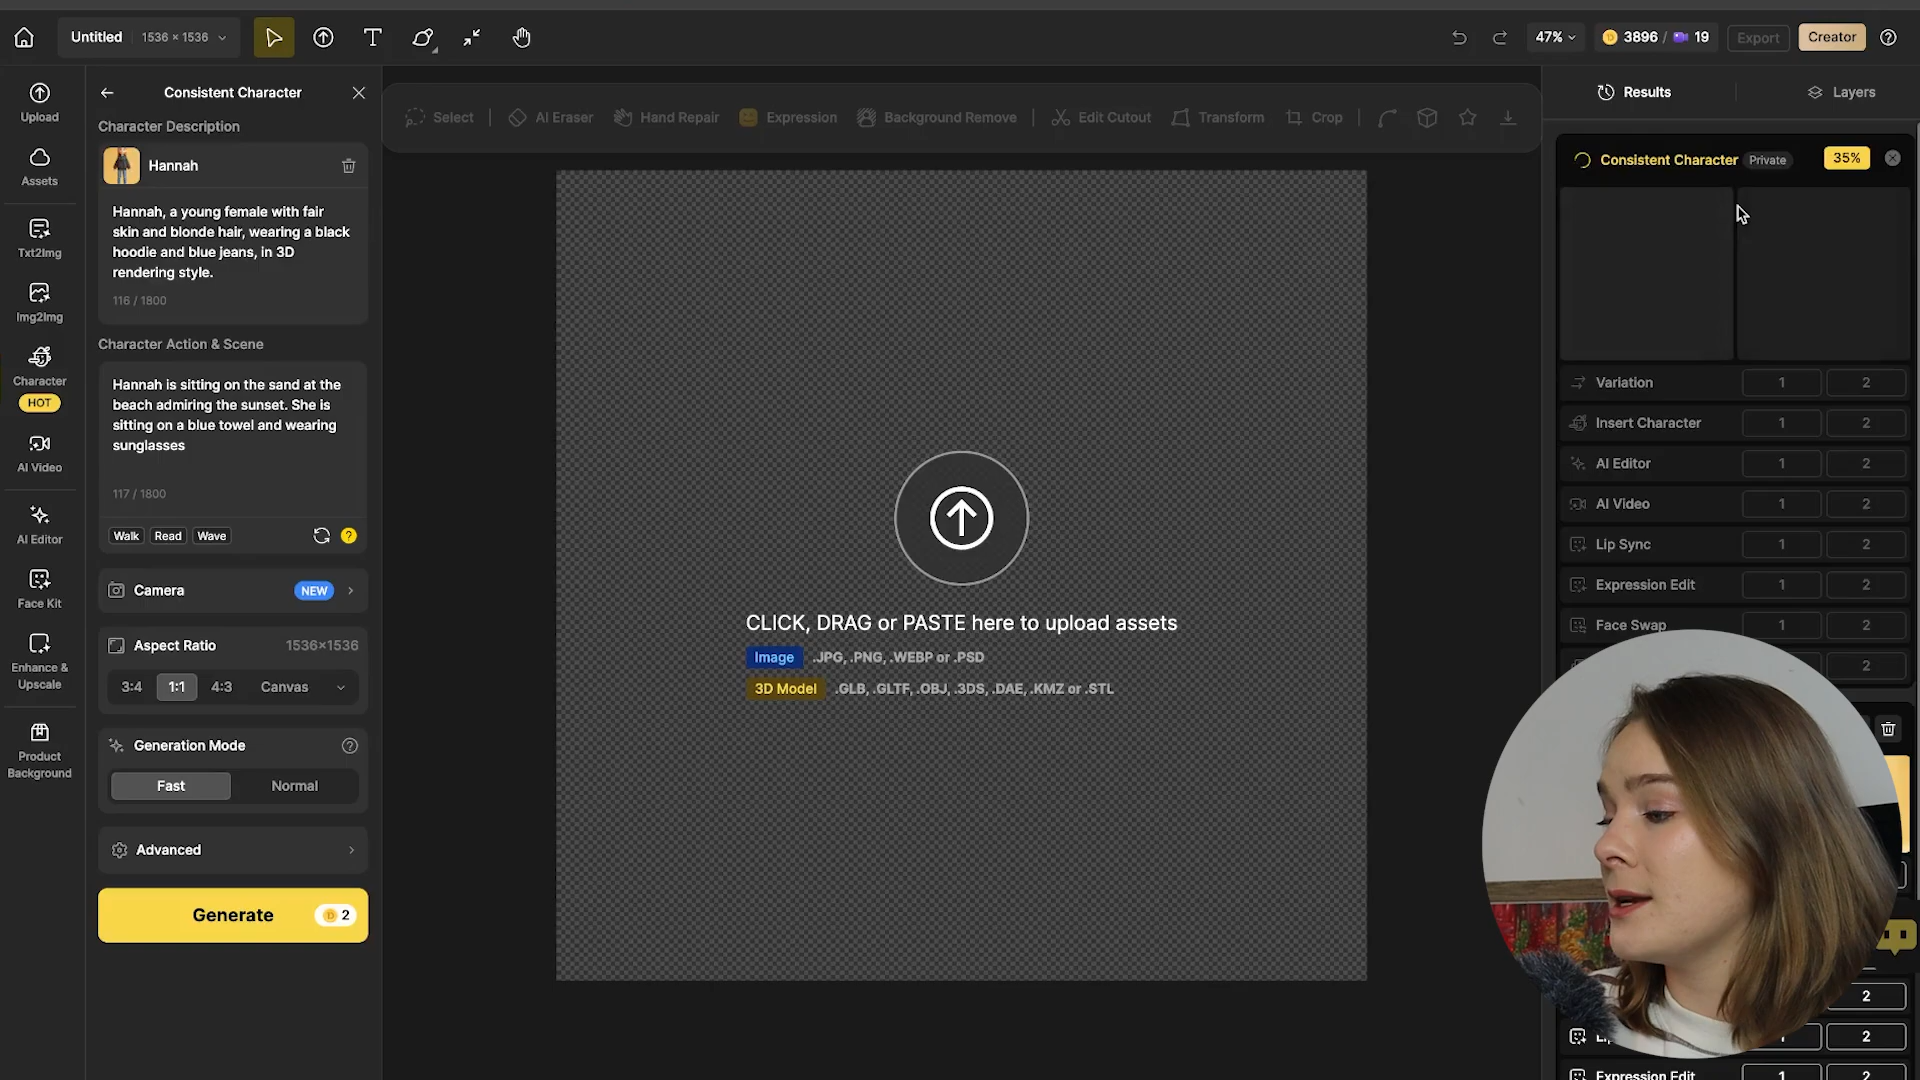 Untitled 1536 × 1536
47%
3896 / 19
Export
Creator
Upload
Assets
Txt2Img
Img2Img
Character
HOT
AI Video
AI Editor
Face Kit
Enhance &
Upscale
Product
Background
Consistent Character
Character Description
Hannah
Hannah, a young female with fair
skin and blonde hair, wearing a black
hoodie and blue jeans, in 3D
rendering style.
116 / 1800
Character Action & Scene
Hannah is sitting on the sand at the
beach admiring the sunset. She is
sitting on a blue towel and wearing
sunglasses
117 / 1800
Walk Read Wave ?
Camera NEW
Aspect Ratio 1536×1536
3:4 1:1 4:3 Canvas
Generation Mode
Fast Normal
Advanced
Generate 2
Select AI Eraser Hand Repair Expression Background Remove Edit Cutout Transform Crop
CLICK, DRAG or PASTE here to upload assets
Image .JPG, .PNG, .WEBP or .PSD
3D Model .GLB, .GLTF, .OBJ, .3DS, .DAE, .KMZ or .STL
Results Layers
Consistent Character Private 35%
Variation 1 2
Insert Character 1 2
AI Editor 1 2
AI Video 1 2
Lip Sync 1 2
Expression Edit 1 2
Face Swap 1 2
2
2
2
Expression Edit 1 2